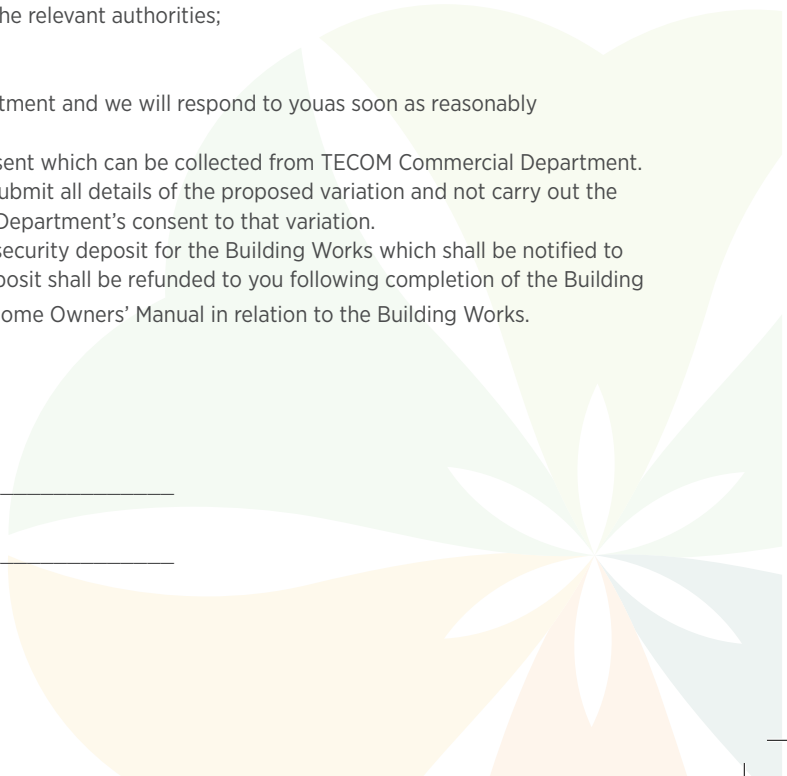 he relevant authorities;
tment and we will respond to youas soon as reasonably
sent which can be collected from TECOM Commercial Department.
ubmit all details of the proposed variation and not carry out the
Department’s consent to that variation.
security deposit for the Building Works which shall be notified to
posit shall be refunded to you following completion of the Building
ome Owners’ Manual in relation to the Building Works.